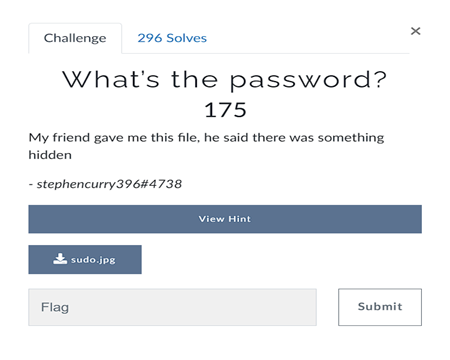 Challenge
296 Solves
×
What's the password?
175
My friend gave me this file, he said there was something
hidden
- stephencurry396#4738
View Hint
sudo.jpg
Flag
Submit